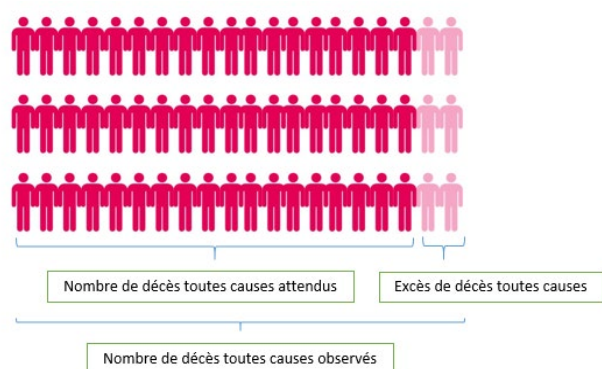 Nombre de décès toutes causes attendus
Excès de décès toutes causes
Nombre de décès toutes causes observés